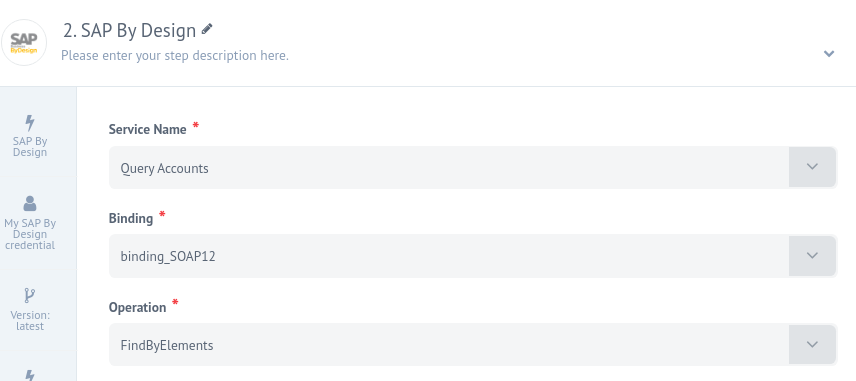 2. SAP By Design
SAP
ByDesign
Please enter your step description here.
SAP By
Design
My SAP By
Design
credential
Version:
latest
Service Name *
Query Accounts
Binding *
binding_SOAP12
Operation *
FindByElements